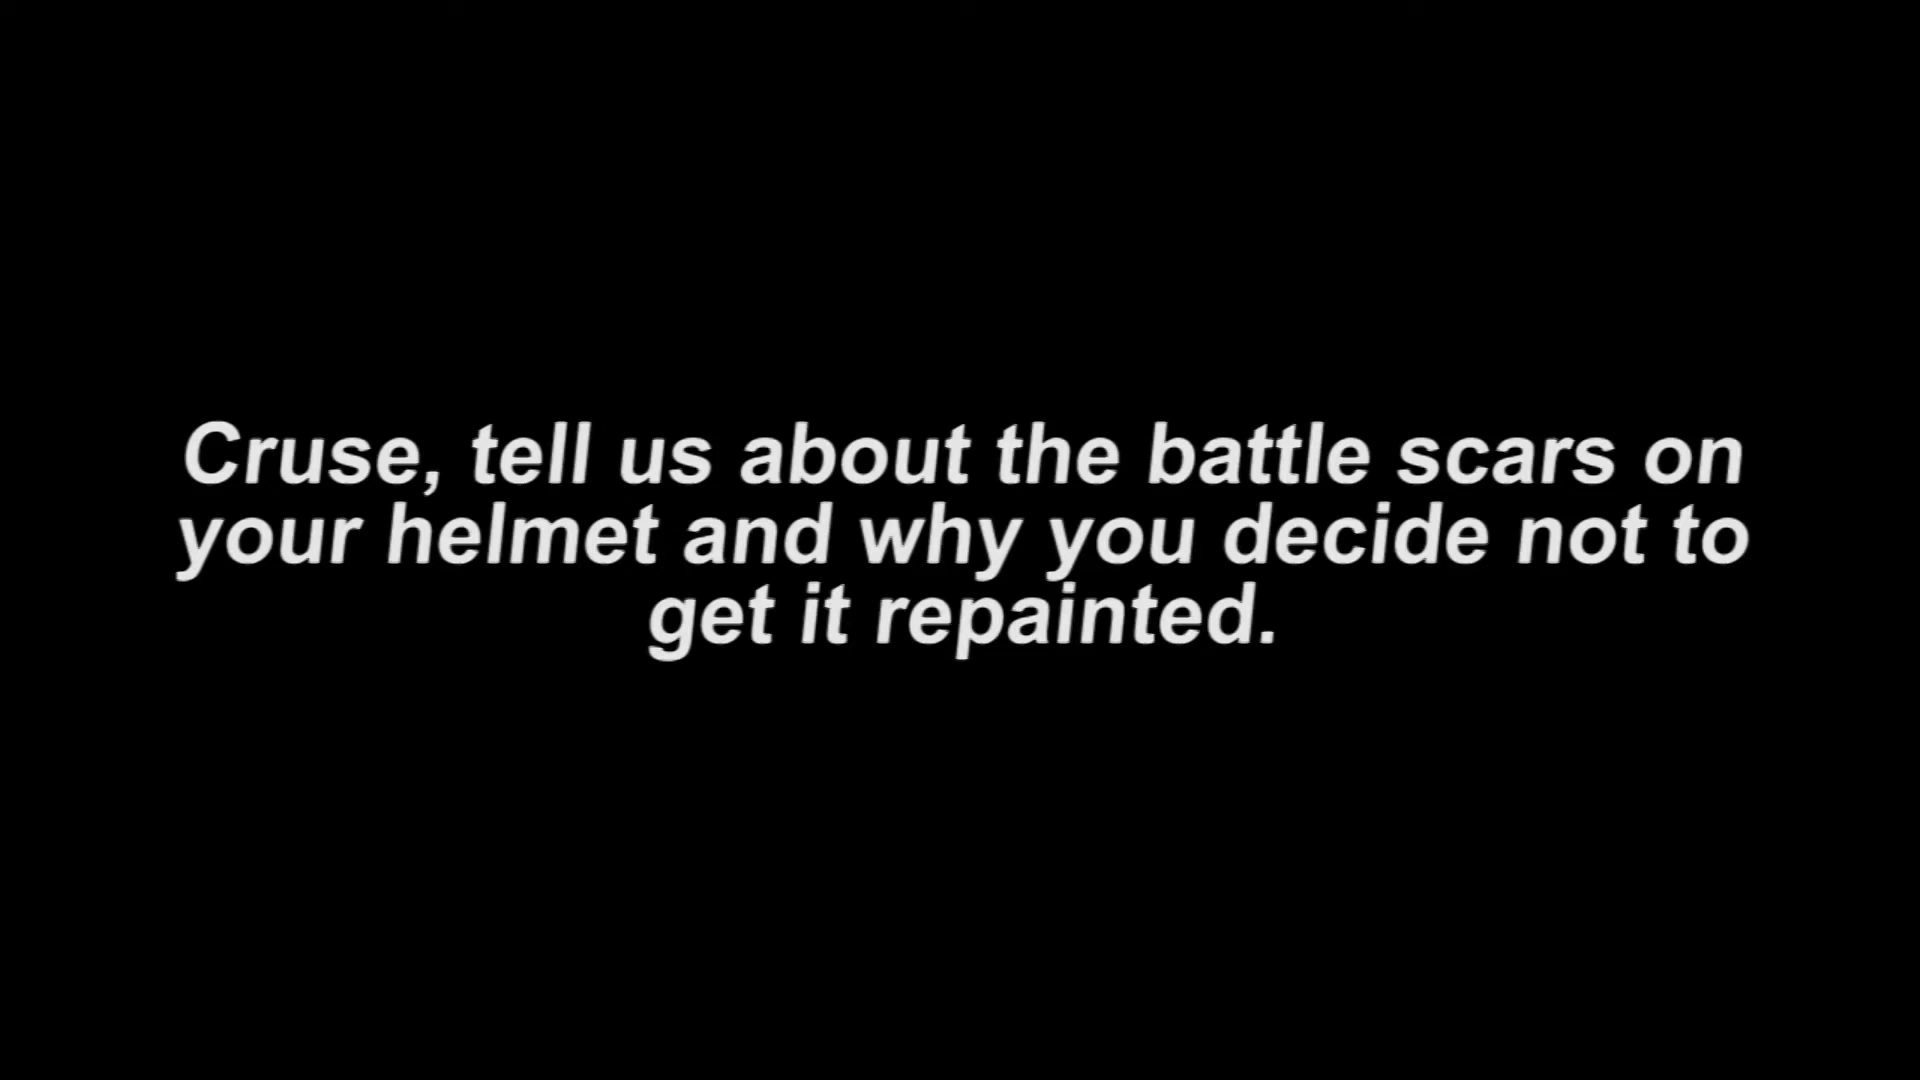 Cruse, tell us about the battle scars on
your helmet and why you decide not to
get it repainted.